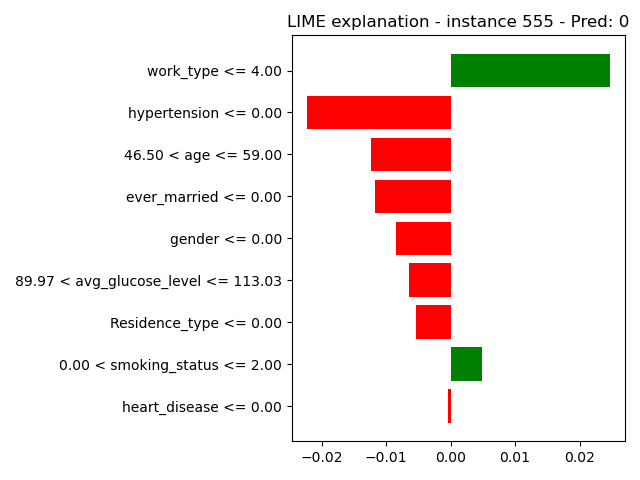 LIME explanation - instance 555 - Pred: 0
work_type <= 4.00
hypertension <= 0.00
46.50 < age <= 59.00
ever_married <= 0.00
gender <= 0.00
89.97 < avg_glucose_level <= 113.03
Residence_type <= 0.00
0.00 < smoking_status <= 2.00
heart_disease <= 0.00
−0.02 −0.01 0.00 0.01 0.02